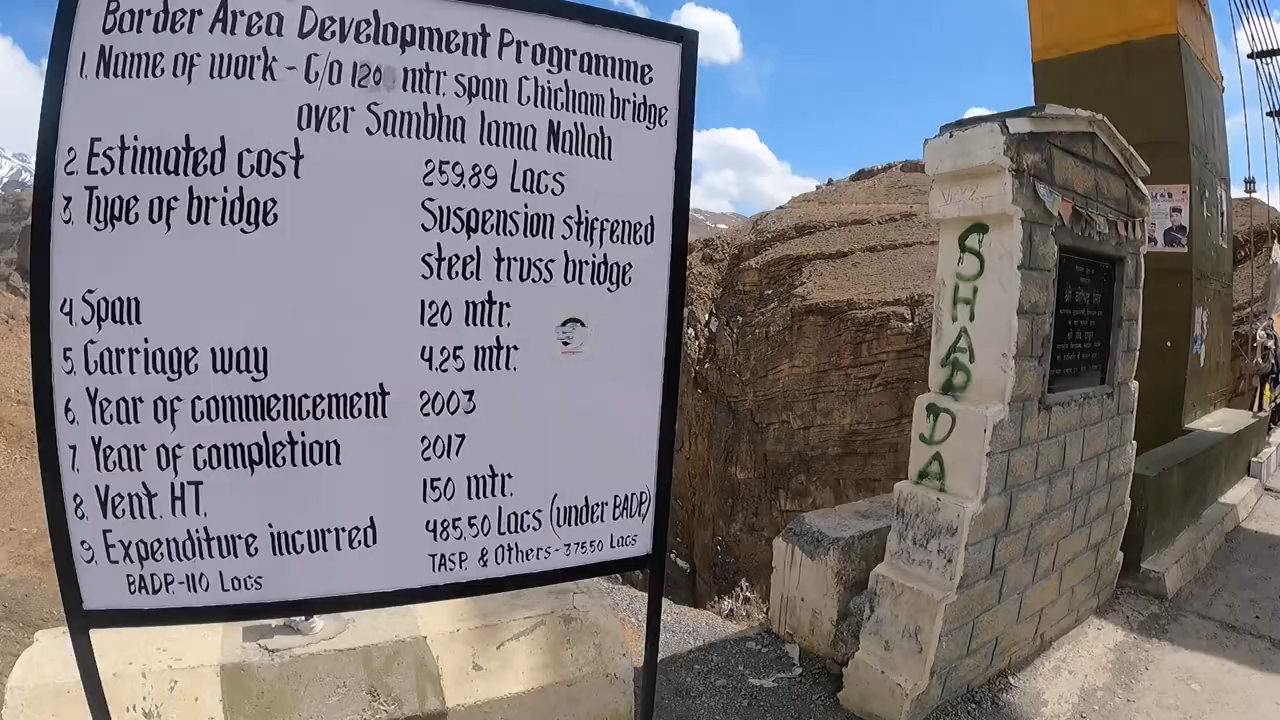 Border Area Development Programme
1. Name of work - C/o 120 mtr. span Chicham bridge
over Sambha lama Nallah
2. Estimated cost 259.89 Lacs
3. Type of bridge Suspension stiffened
steel truss bridge
4. Span 120 mtr.
5. Carriage way 4.25 mtr.
6. Year of commencement 2003
7. Year of completion 2017
8. Vent. HT. 150 mtr.
9. Expenditure incurred 485.50 Lacs (under BADP)
BADP.-110 Lacs TASP. & Others - 375.50 Lacs
SHABDA